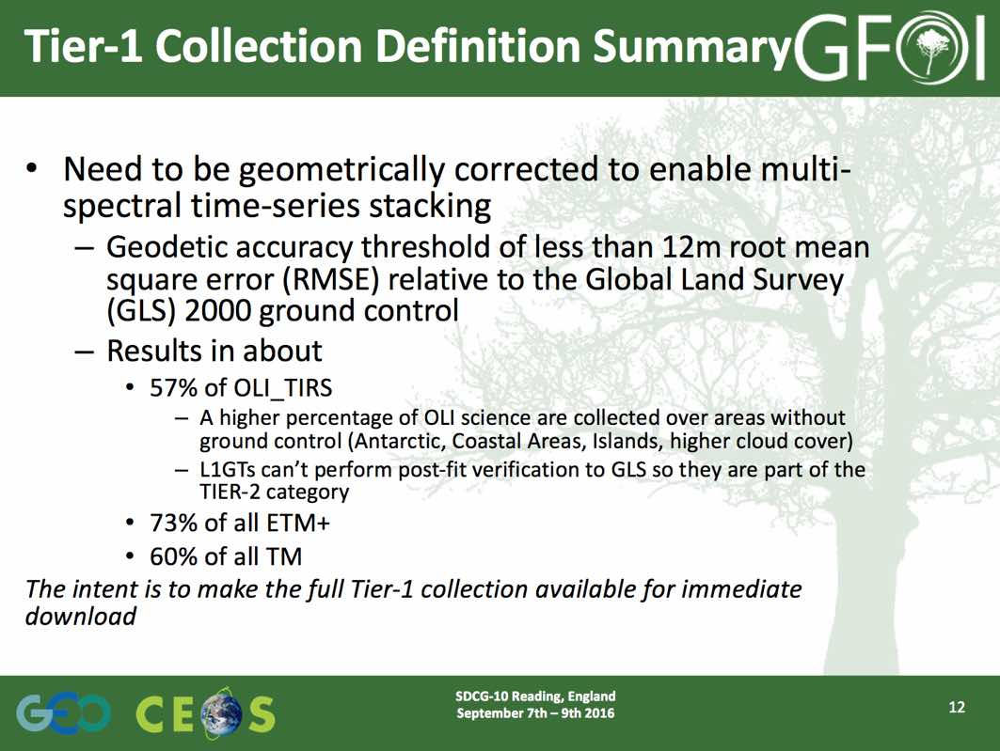 Tier-1 Collection Definition Summary
GFOI
• Need to be geometrically corrected to enable multi-
spectral time-series stacking
– Geodetic accuracy threshold of less than 12m root mean
square error (RMSE) relative to the Global Land Survey
(GLS) 2000 ground control
– Results in about
• 57% of OLI_TIRS
– A higher percentage of OLI science are collected over areas without
ground control (Antarctic, Coastal Areas, Islands, higher cloud cover)
– L1GTs can’t perform post-fit verification to GLS so they are part of the
TIER-2 category
• 73% of all ETM+
• 60% of all TM
The intent is to make the full Tier-1 collection available for immediate
download
GEO
CEOS
SDCG-10 Reading, England
September 7th – 9th 2016
12